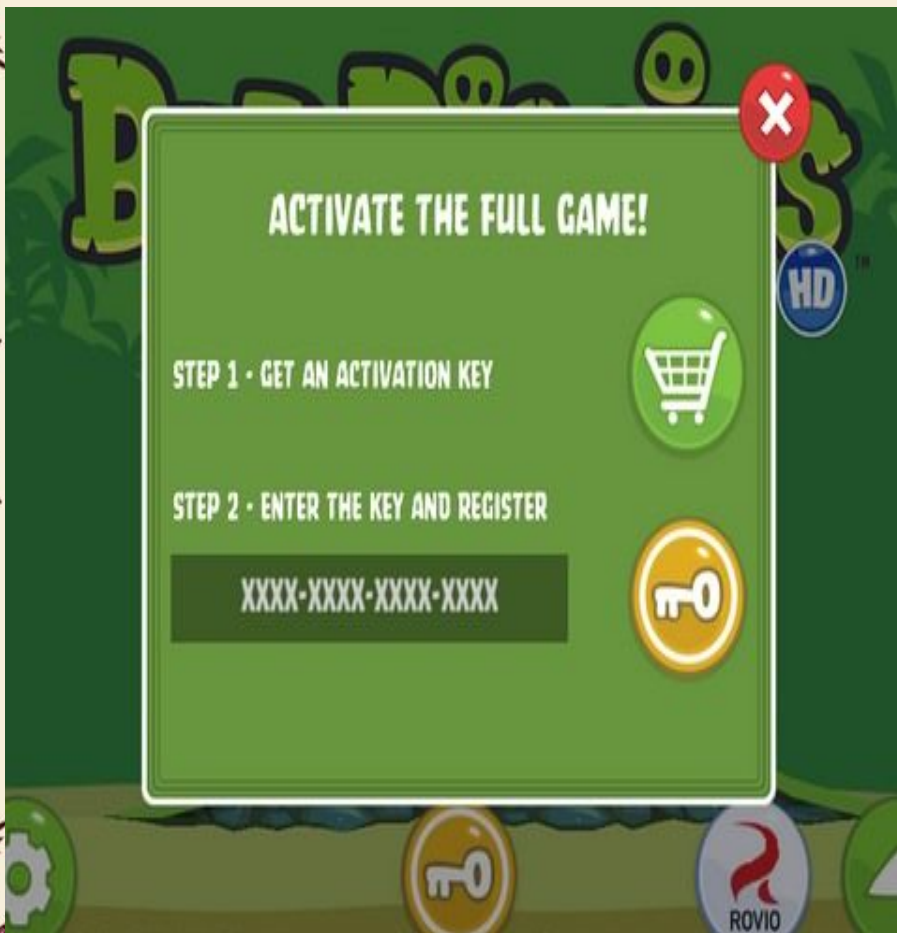 ACTIVATE THE FULL GAME!
HD
TM
STEP 1 - GET AN ACTIVATION KEY
STEP 2 - ENTER THE KEY AND REGISTER
XXXX-XXXX-XXXX-XXXX
ROVIO